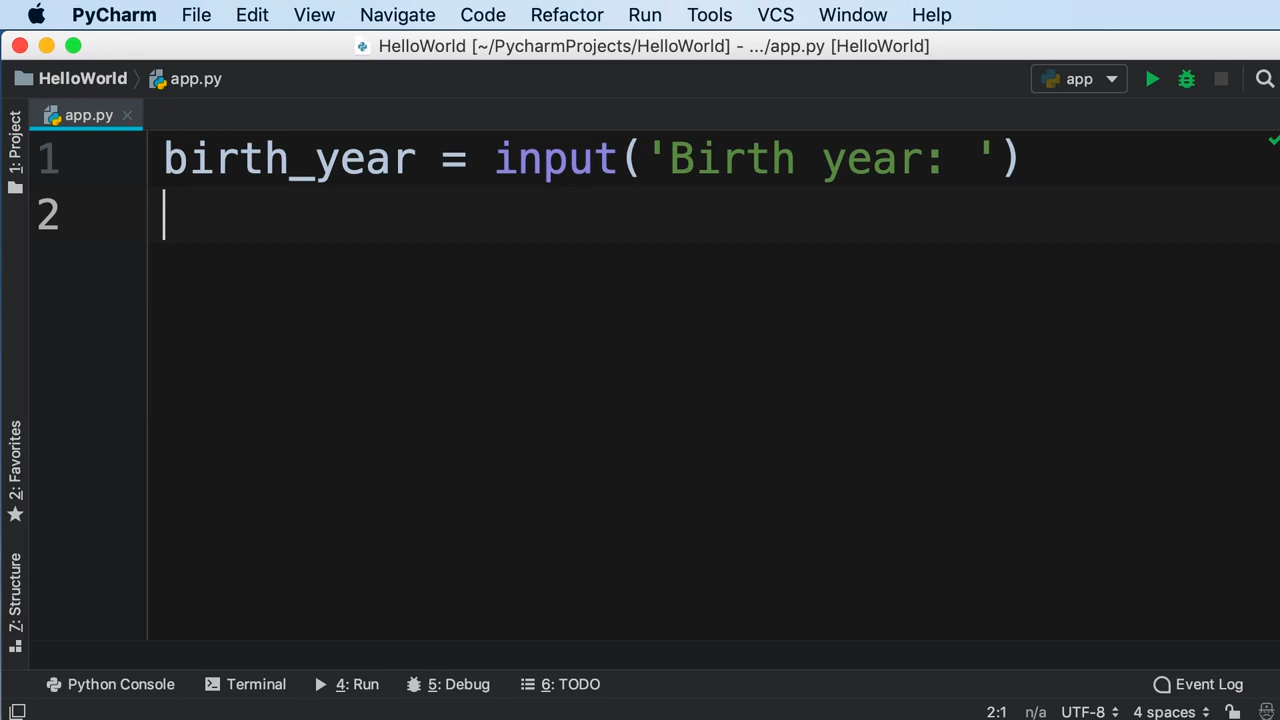 PyCharm File Edit View Navigate Code Refactor Run Tools VCS Window Help
HelloWorld [~/PycharmProjects/HelloWorld] - .../app.py [HelloWorld]
HelloWorld app.py app
app.py
1: Project
1 birth_year = input('Birth year: ')
2
2: Favorites
7: Structure
Python Console Terminal 4: Run 5: Debug 6: TODO Event Log
2:1 n/a UTF-8 4 spaces